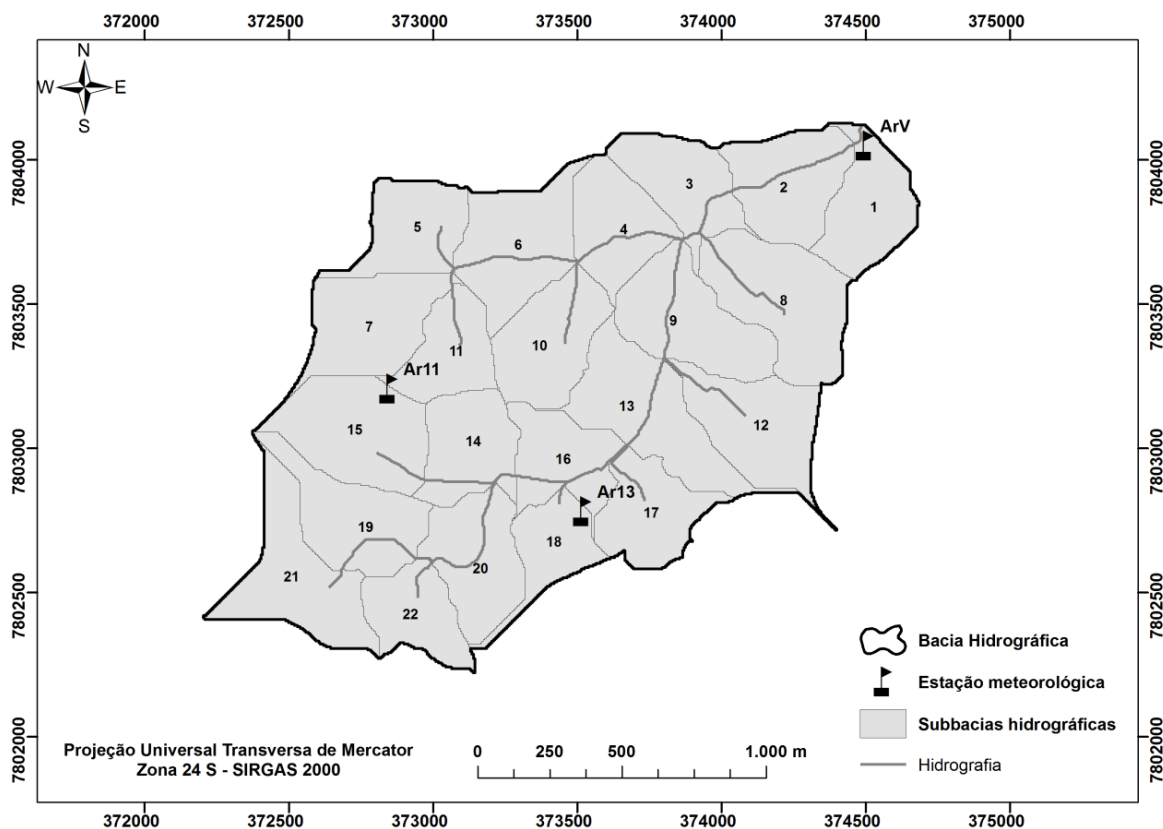 372000 372500 373000 373500 374000 374500 375000
N
W E
S
7804000 7804000
7803500 7803500
7803000 7803000
7802500 7802500
7802000 7802000
ArV
3
2
1
5
4
6
8
7
9
10
11
Ar11
13
12
15
14
16
Ar13
17
19
18
20
21
22
Bacia Hidrográfica
Estação meteorológica
Subbacias hidrográficas
Hidrografia
Projeção Universal Transversa de Mercator
Zona 24 S - SIRGAS 2000
0 250 500 1.000 m
372000 372500 373000 373500 374000 374500 375000